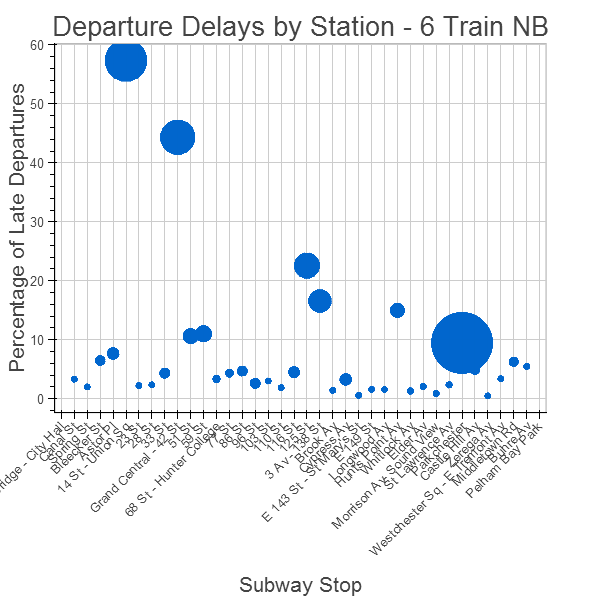 Departure Delays by Station - 6 Train NB
Percentage of Late Departures
60
50
40
30
20
10
0
ridge - City Hall
Canal St
Spring St
Bleecker St
Astor Pl
14 St - Union Sq
23 St
28 St
33 St
Grand Central - 42 St
51 St
59 St
68 St - Hunter College
77 St
86 St
96 St
103 St
110 St
116 St
125 St
3 Av - 138 St
Brook Av
Cypress Av
E 143 St - St Mary's St
E 149 St
Longwood Av
Hunts Point Av
Whitlock Av
Elder Av
Morrison Av - Sound View
St Lawrence Av
Parkchester
Castle Hill Av
Zerega Av
Westchester Sq - E Tremont Av
Middletown Rd
Buhre Av
Pelham Bay Park
Subway Stop